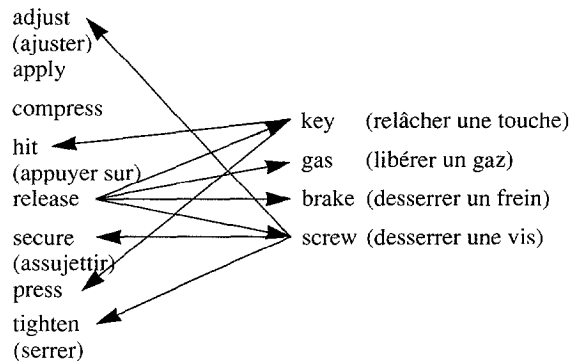 adjust
(ajuster)
apply
compress
hit
(appuyer sur)
release
secure
(assujettir)
press
tighten
(serrer)
key (relâcher une touche)
gas (libérer un gaz)
brake (desserrer un frein)
screw (desserrer une vis)